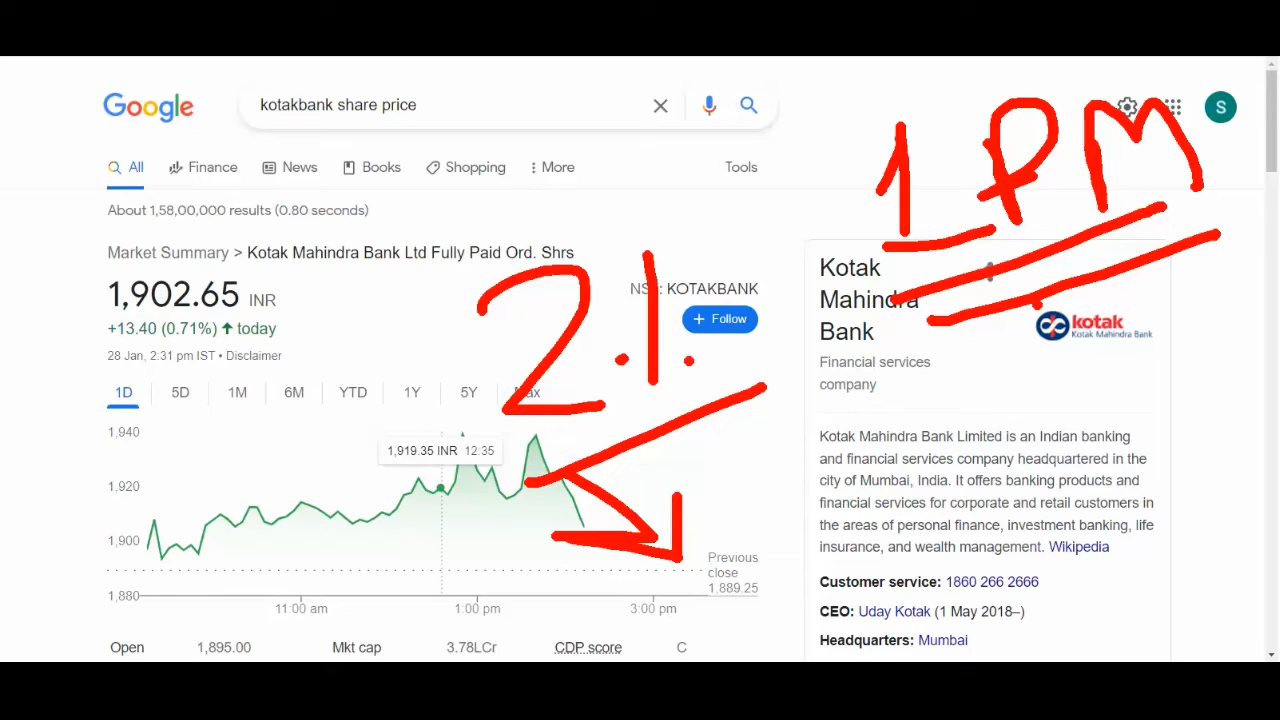 Google
kotakbank share price
S
1 PM
All Finance News Books Shopping More Tools
About 1,58,00,000 results (0.80 seconds)
Market Summary > Kotak Mahindra Bank Ltd Fully Paid Ord. Shrs
1,902.65 INR
+13.40 (0.71%) today
28 Jan, 2:31 pm IST • Disclaimer
KOTAKBANK
+ Follow
2%
1D 5D 1M 6M YTD 1Y 5Y
1,940
1,920
1,900
1,880
1,919.35 INR 12:35
Previous
close
1,889.25
11:00 am 1:00 pm 3:00 pm
Open 1,895.00 Mkt cap 3.78LCr CDP score C
Kotak
Mahindra
Bank
kotak
Kotak Mahindra Bank
Financial services
company
Kotak Mahindra Bank Limited is an Indian banking
and financial services company headquartered in the
city of Mumbai, India. It offers banking products and
financial services for corporate and retail customers in
the areas of personal finance, investment banking, life
insurance, and wealth management. Wikipedia
Customer service: 1860 266 2666
CEO: Uday Kotak (1 May 2018–)
Headquarters: Mumbai